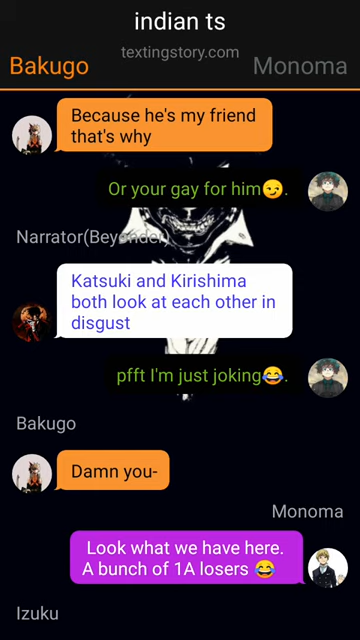 indian ts
textingstory.com
Bakugo
Monoma
Because he's my friend
that's why
Or your gay for him😏.
Narrator(Beyonder)
Katsuki and Kirishima
both look at each other in
disgust
pfft I'm just joking😂.
Bakugo
Damn you-
Monoma
Look what we have here.
A bunch of 1A losers 😂
Izuku